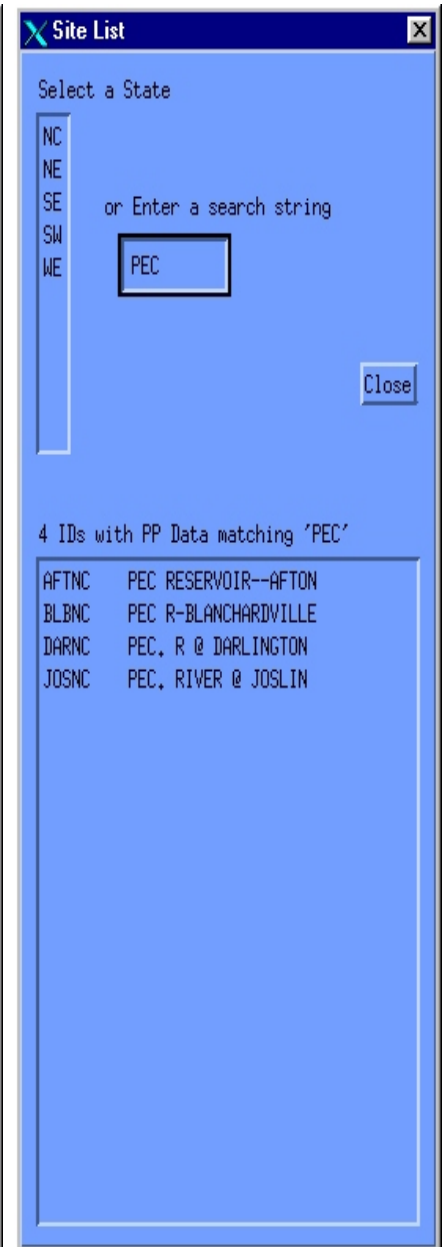 Site List
Select a State
NC
NE
SE
SW
WE
or Enter a search string
PEC
Close
4 IDs with PP Data matching 'PEC'
AFTNC PEC RESERVOIR--AFTON
BLBNC PEC R-BLANCHARDVILLE
DARNC PEC. R @ DARLINGTON
JOSNC PEC. RIVER @ JOSLIN